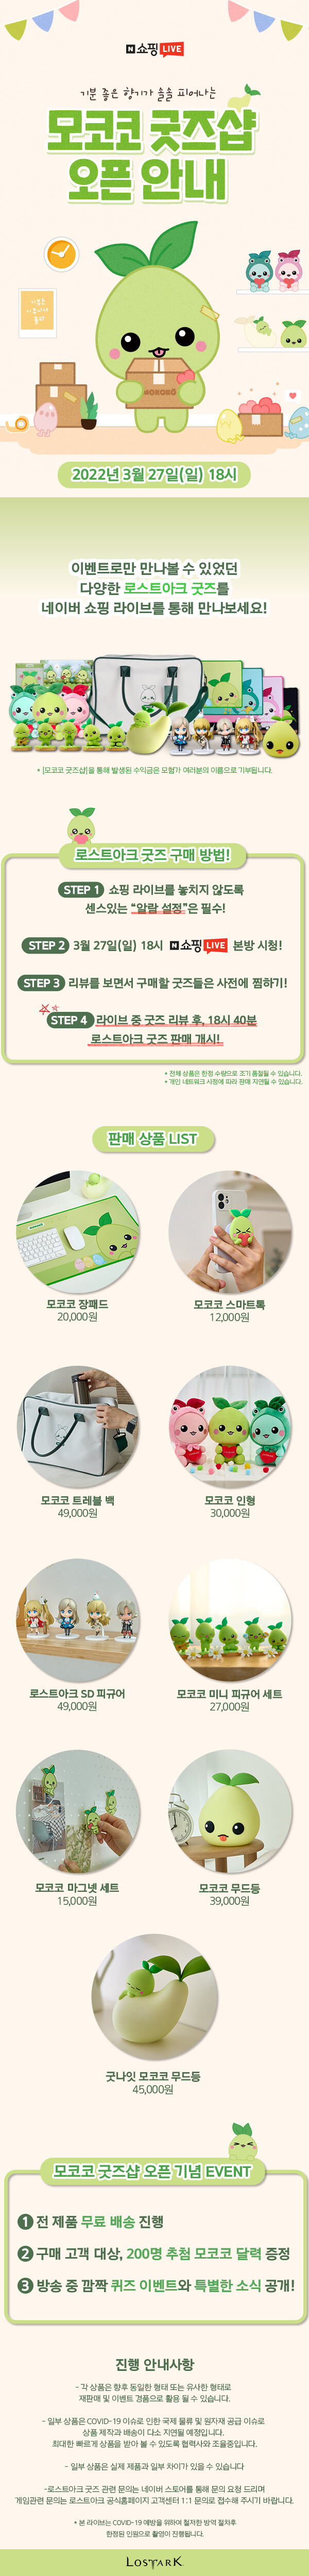 N 쇼핑 LIVE
기분 좋은 향기가 솔솔 피어나는
모코코 굿즈샵
오픈 안내
MOKOKO
2022년 3월 27일(일) 18시
이벤트로만 만나볼 수 있었던
다양한 로스트아크 굿즈를
네이버 쇼핑 라이브를 통해 만나보세요!
* [모코코 굿즈샵]을 통해 발생된 수익금은 모험가 여러분의 이름으로 기부됩니다.
로스트아크 굿즈 구매 방법!
STEP 1 쇼핑 라이브를 놓치지 않도록
센스있는 “알람 설정”은 필수!
STEP 2 3월 27일(일) 18시 N쇼핑 LIVE 본방 시청!
STEP 3 리뷰를 보면서 구매할 굿즈들은 사전에 찜하기!
STEP 4 라이브 중 굿즈 리뷰 후, 18시 40분
로스트아크 굿즈 판매 개시!
* 전체 상품은 한정 수량으로 조기 품절될 수 있습니다.
* 개인 네트워크 사정에 따라 판매 지연될 수 있습니다.
판매 상품 LIST
모코코 장패드
20,000원
모코코 스마트톡
12,000원
모코코 트레블 백
49,000원
모코코 인형
30,000원
로스트아크 SD 피규어
49,000원
모코코 미니 피규어 세트
27,000원
모코코 마그넷 세트
15,000원
모코코 무드등
39,000원
굿나잇 모코코 무드등
45,000원
모코코 굿즈샵 오픈 기념 EVENT
1 전 제품 무료 배송 진행
2 구매 고객 대상, 200명 추첨 모코코 달력 증정
3 방송 중 깜짝 퀴즈 이벤트와 특별한 소식 공개!
진행 안내사항
- 각 상품은 향후 동일한 형태 또는 유사한 형태로
재판매 및 이벤트 경품으로 활용 될 수 있습니다.
- 일부 상품은 COVID-19 이슈로 인한 국제 물류 및 원자재 공급 이슈로
상품 제작과 배송이 다소 지연될 예정입니다.
최대한 빠르게 상품을 받아 볼 수 있도록 협력사와 조율중입니다.
- 일부 상품은 실제 제품과 일부 차이가 있을 수 있습니다
-로스트아크 굿즈 관련 문의는 네이버 스토어를 통해 문의 요청 드리며
게임관련 문의는 로스트아크 공식홈페이지 고객센터 1:1 문의로 접수해 주시기 바랍니다.
* 본 라이브는 COVID-19 예방을 위하여 철저한 방역 절차후
한정된 인원으로 촬영이 진행됩니다.
LOSTARK